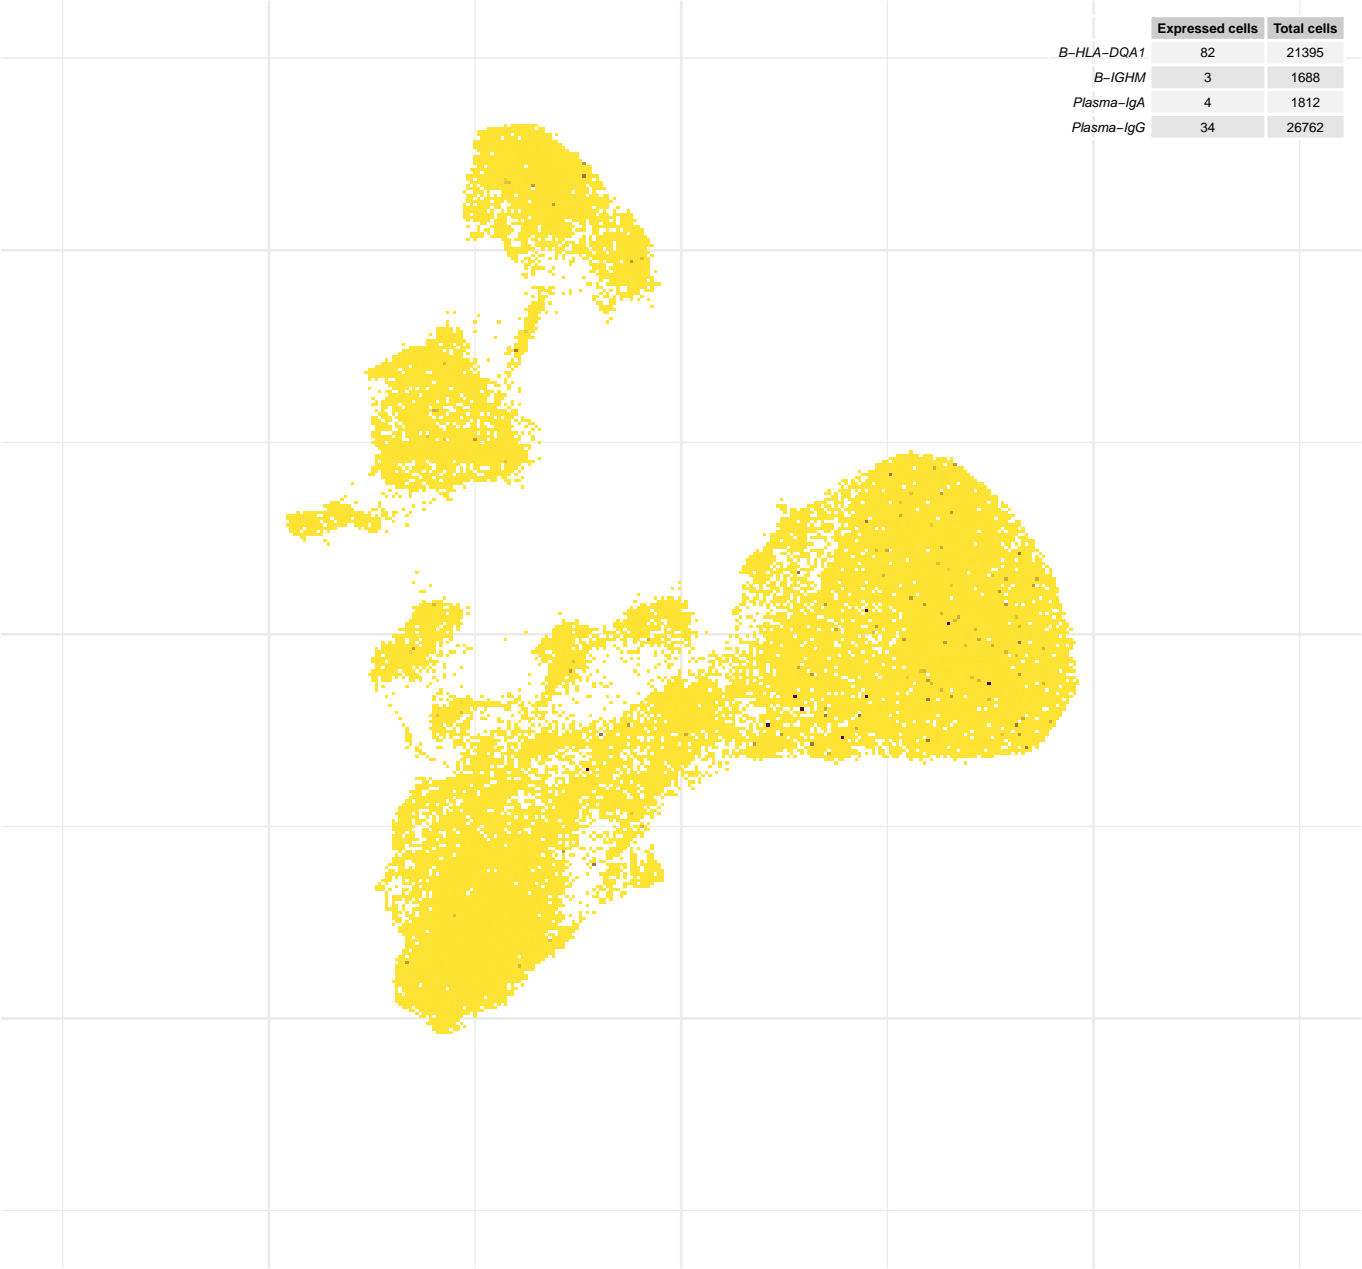 Expressed cells Total cells
B−HLA−DQA1 82 21395
B−IGHM 3 1688
Plasma−IgA 4 1812
Plasma−IgG 34 26762